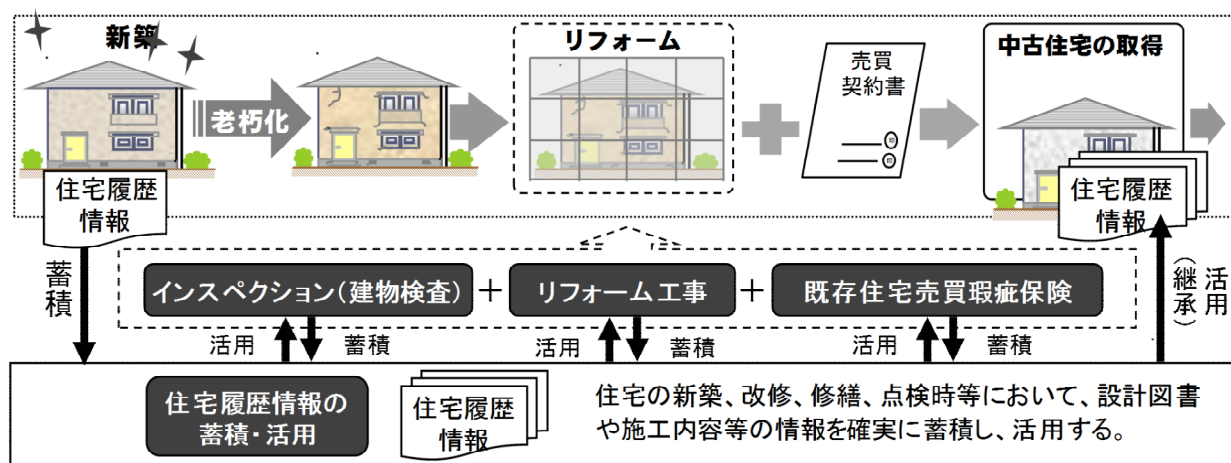 新築
リフォーム
売買
契約書
中古住宅の取得
老朽化
印
印
住宅履歴
情報
住宅履歴
情報
蓄積
インスペクション(建物検査)
+
リフォーム工事
+
既存住宅売買瑕疵保険
活用
(継承)
活用
蓄積
活用
蓄積
活用
蓄積
住宅履歴情報の
蓄積・活用
住宅履歴
情報
住宅の新築、改修、修繕、点検時等において、設計図書
や施工内容等の情報を確実に蓄積し、活用する。